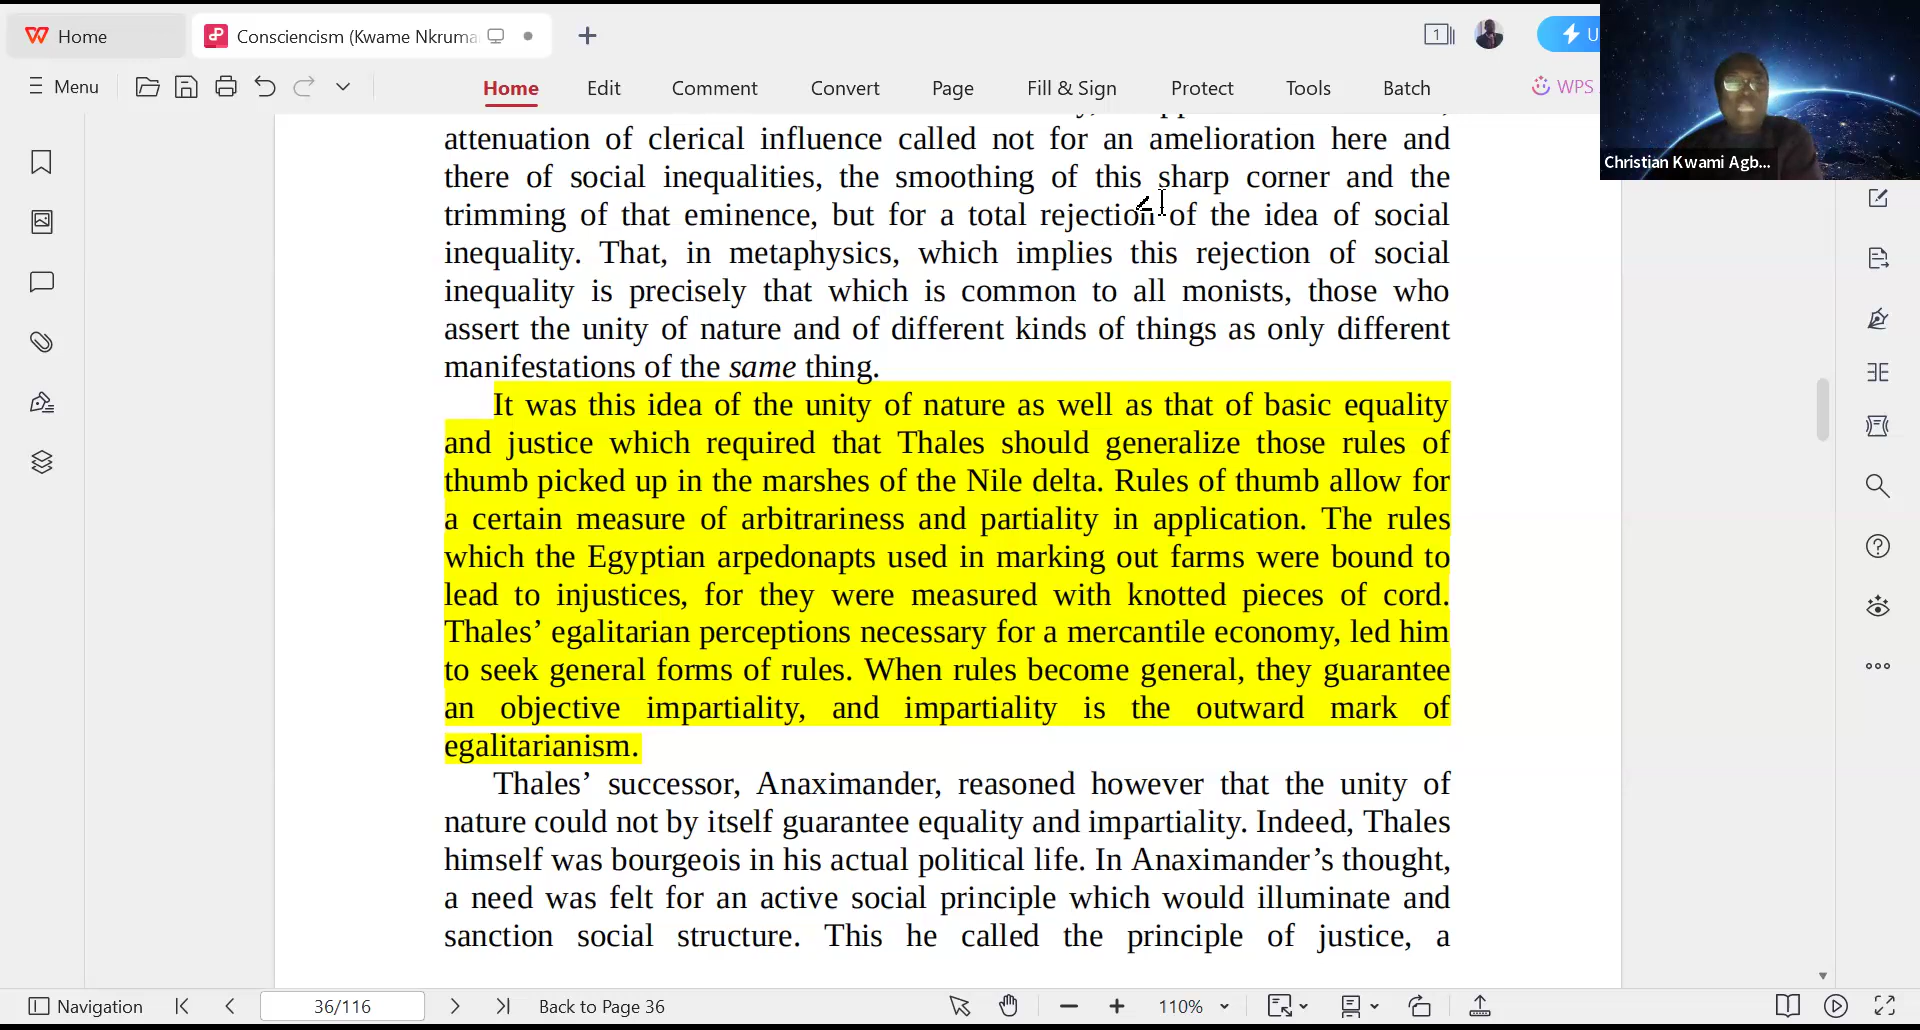 Home
Consciencism (Kwame Nkruma
1
U
Menu
Home Edit Comment Convert Page Fill & Sign Protect Tools Batch
WPS
Christian Kwami Agb...
attenuation of clerical influence called not for an amelioration here and
there of social inequalities, the smoothing of this sharp corner and the
trimming of that eminence, but for a total rejection of the idea of social
inequality. That, in metaphysics, which implies this rejection of social
inequality is precisely that which is common to all monists, those who
assert the unity of nature and of different kinds of things as only different
manifestations of the same thing.
It was this idea of the unity of nature as well as that of basic equality
and justice which required that Thales should generalize those rules of
thumb picked up in the marshes of the Nile delta. Rules of thumb allow for
a certain measure of arbitrariness and partiality in application. The rules
which the Egyptian arpedonapts used in marking out farms were bound to
lead to injustices, for they were measured with knotted pieces of cord.
Thales’ egalitarian perceptions necessary for a mercantile economy, led him
to seek general forms of rules. When rules become general, they guarantee
an objective impartiality, and impartiality is the outward mark of
egalitarianism.
Thales’ successor, Anaximander, reasoned however that the unity of
nature could not by itself guarantee equality and impartiality. Indeed, Thales
himself was bourgeois in his actual political life. In Anaximander’s thought,
a need was felt for an active social principle which would illuminate and
sanction social structure. This he called the principle of justice, a
Navigation
36/116
Back to Page 36
110%